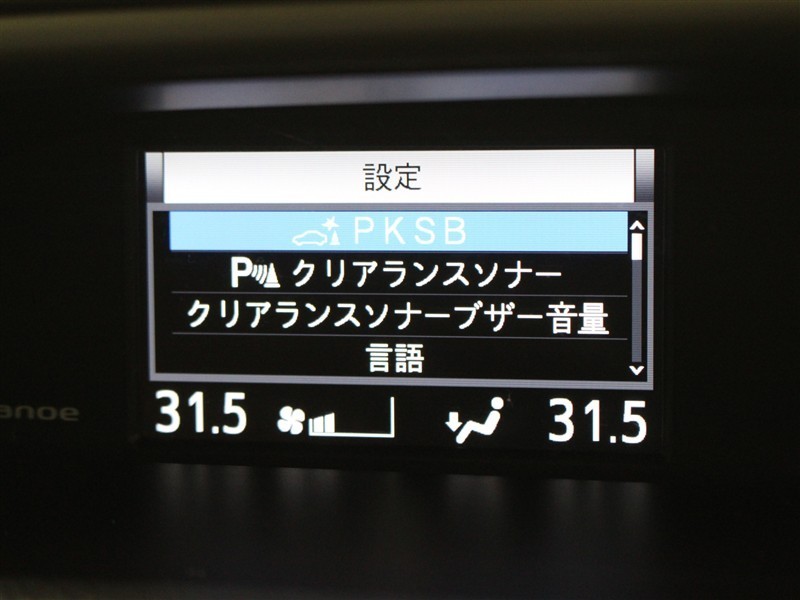 設定
PKSB
P クリアランスソナー
クリアランスソナーブザー音量
言語
31.5 31.5
anoe